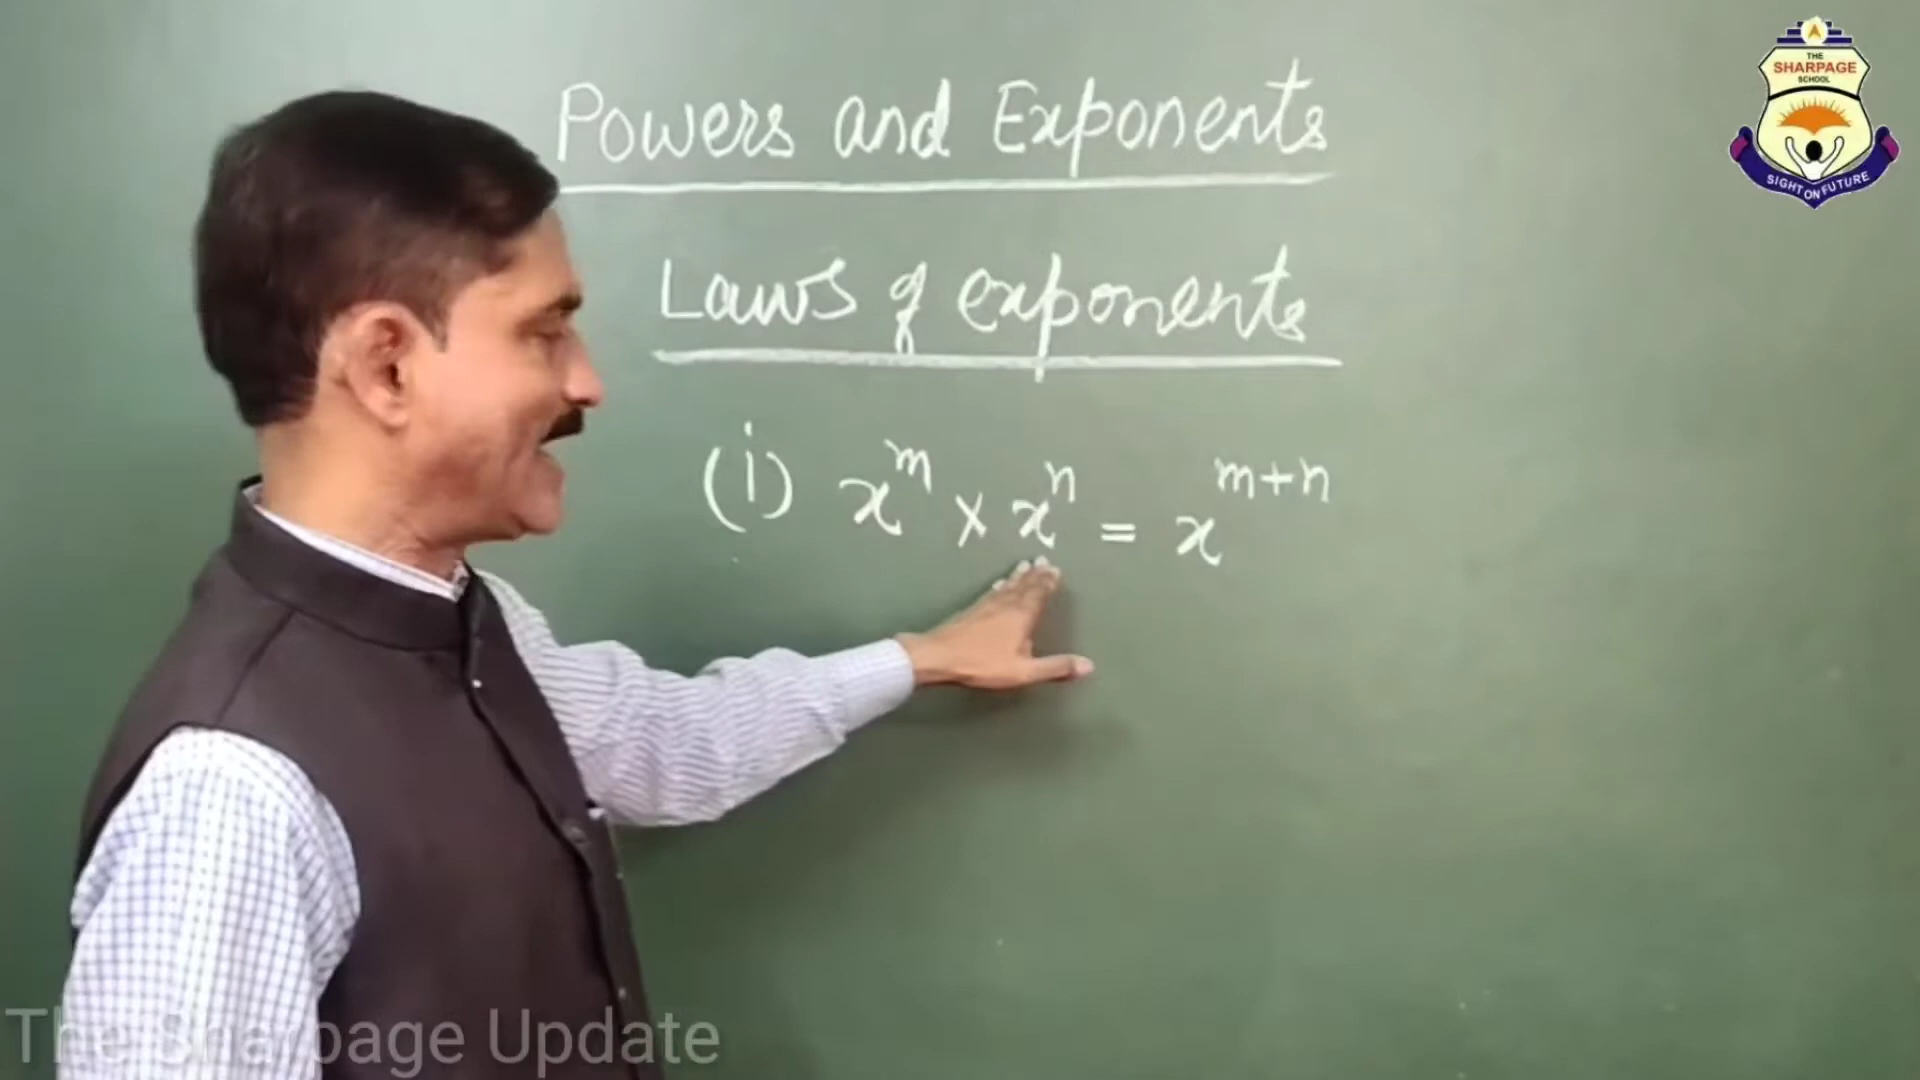 Powers and Exponents
Laws of exponents
(i) x^m × x^n = x^(m+n)
THE
SHARPAGE
SCHOOL
SIGHT ON FUTURE
The Sharpage Update